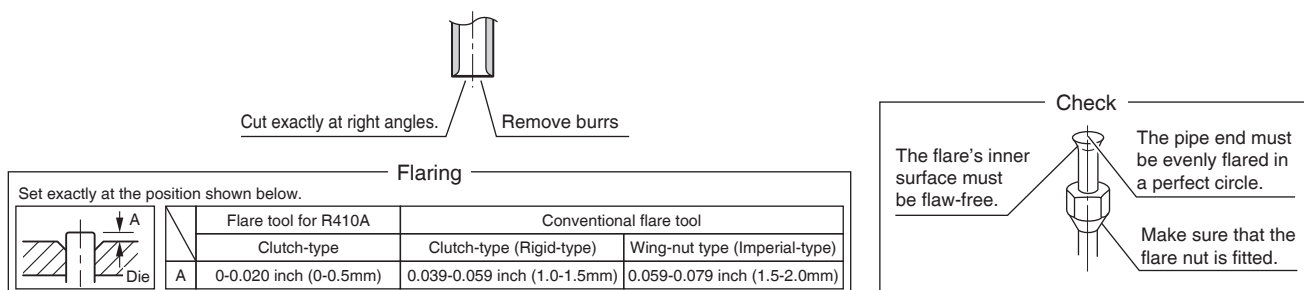 Cut exactly at right angles.
Remove burrs
Flaring
Set exactly at the position shown below.
A
Die
Flare tool for R410A
Conventional flare tool
Clutch-type
Clutch-type (Rigid-type)
Wing-nut type (Imperial-type)
A
0-0.020 inch (0-0.5mm)
0.039-0.059 inch (1.0-1.5mm)
0.059-0.079 inch (1.5-2.0mm)
Check
The flare's inner
surface must
be flaw-free.
The pipe end must
be evenly flared in
a perfect circle.
Make sure that the
flare nut is fitted.